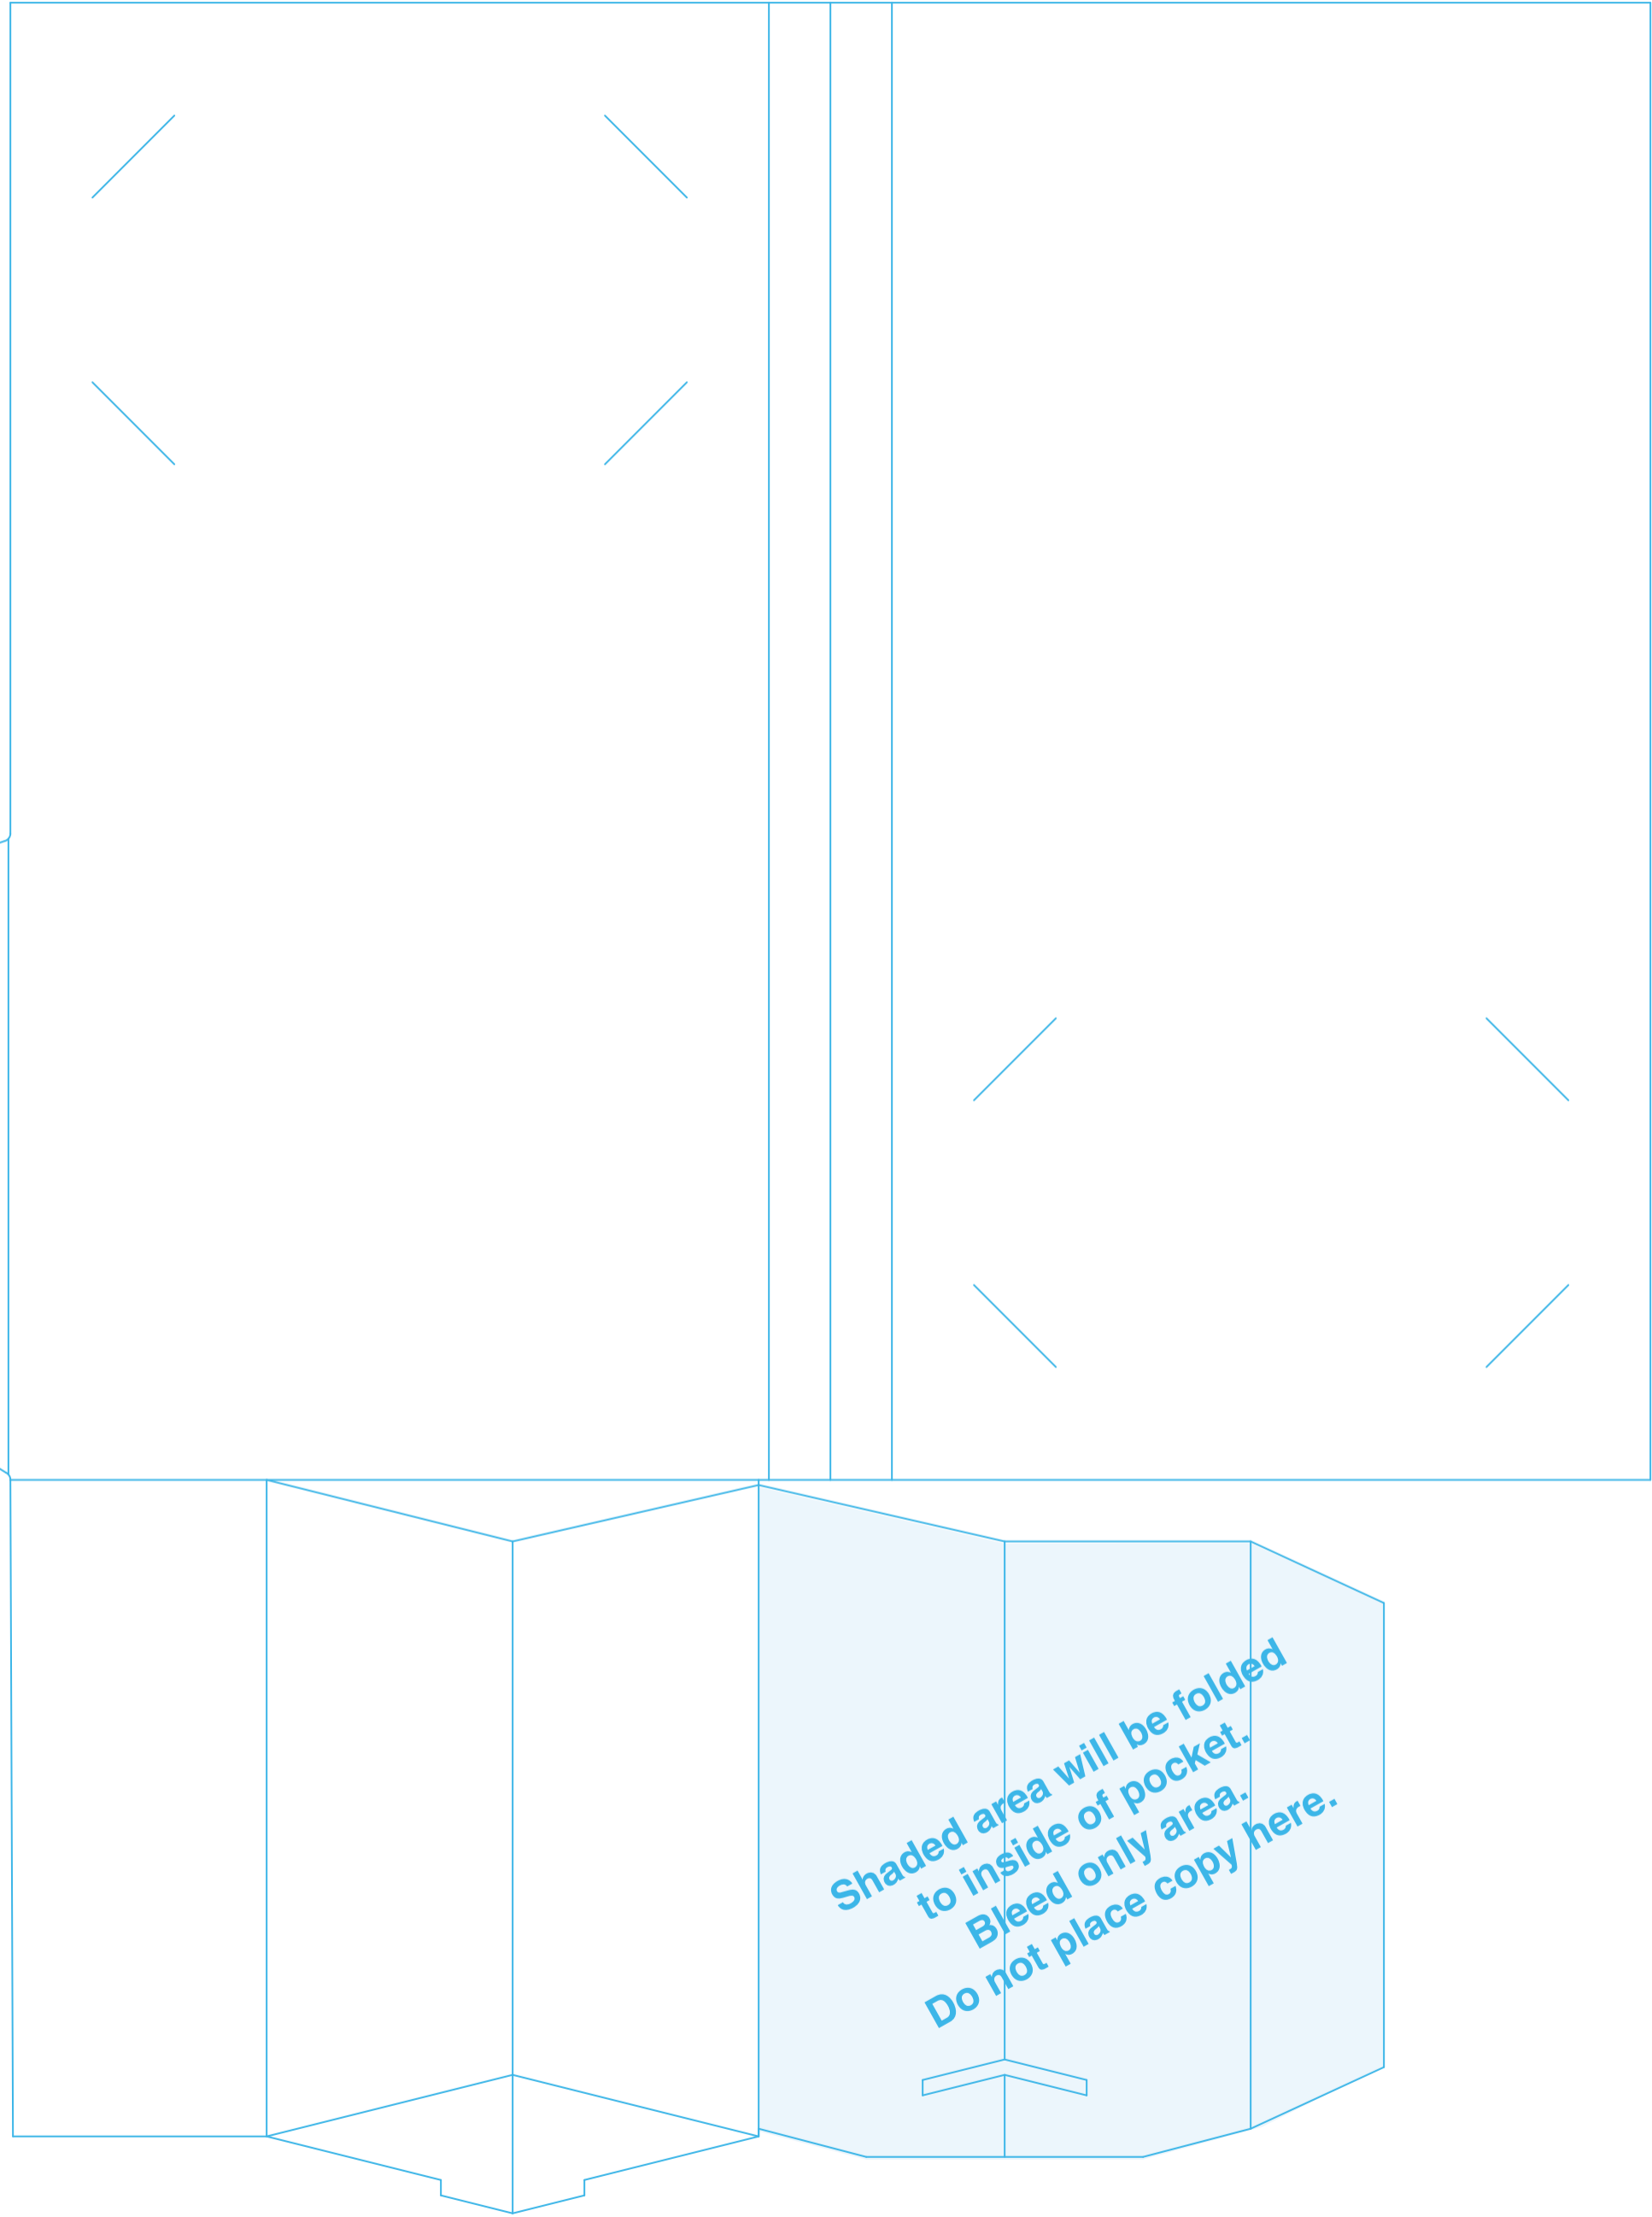 Shaded area will be folded
to inside of pocket.
Bleed only area.
Do not place copy here.